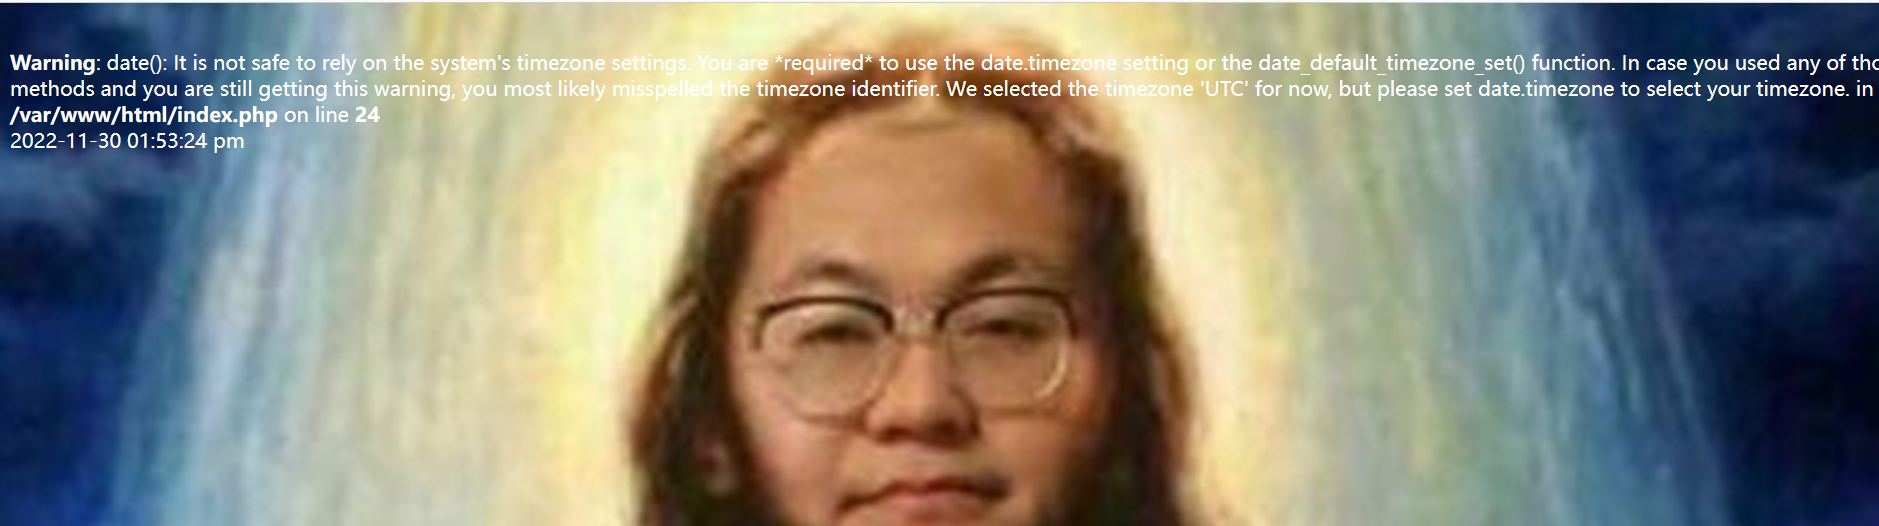 Warning: date(): It is not safe to rely on the system's timezone settings. You are *required* to use the date.timezone setting or the date_default_timezone_set() function. In case you used any of
methods and you are still getting this warning, you most likely misspelled the timezone identifier. We selected the timezone 'UTC' for now, but please set date.timezone to select your timezone. in
/var/www/html/index.php on line 24
2022-11-30 01:53:24 pm